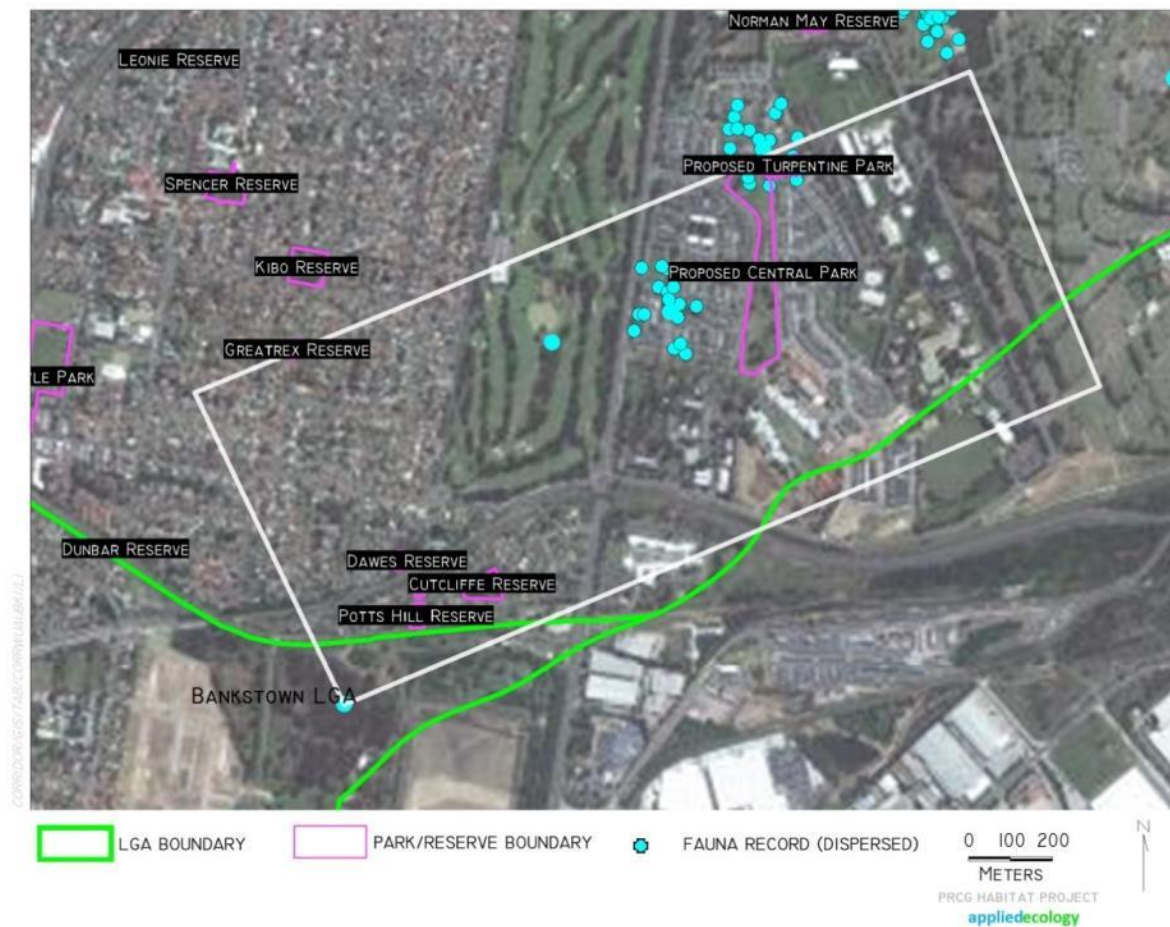 NORMAN MAY RESERVE
LEONIE RESERVE
PROPOSED TURPENTINE PARK
SPENCER RESERVE
KIBO RESERVE
PROPOSED CENTRAL PARK
GREATREX RESERVE
PARK
DUNBAR RESERVE
DAWES RESERVE
CUTCLIFFE RESERVE
POTTS HILL RESERVE
BANKSTOWN LGA
LGA BOUNDARY
PARK/RESERVE BOUNDARY
FAUNA RECORD (DISPERSED)
0 100 200
METERS
N
PRCG HABITAT PROJECT
appliedecology